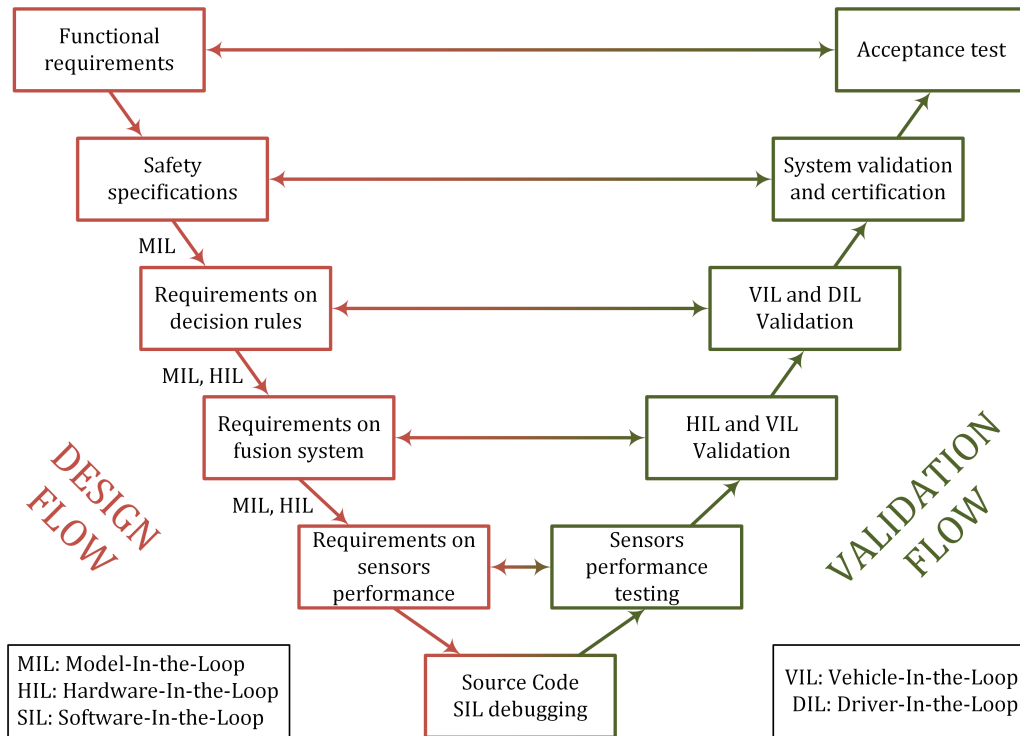 Functional
requirements
Acceptance test
Safety
specifications
System validation
and certification
MIL
Requirements on
decision rules
VIL and DIL
Validation
MIL, HIL
Requirements on
fusion system
HIL and VIL
Validation
DESIGN
FLOW
VALIDATION
FLOW
MIL, HIL
Requirements on
sensors
performance
Sensors
performance
testing
Source Code
SIL debugging
MIL: Model-In-the-Loop
HIL: Hardware-In-the-Loop
SIL: Software-In-the-Loop
VIL: Vehicle-In-the-Loop
DIL: Driver-In-the-Loop